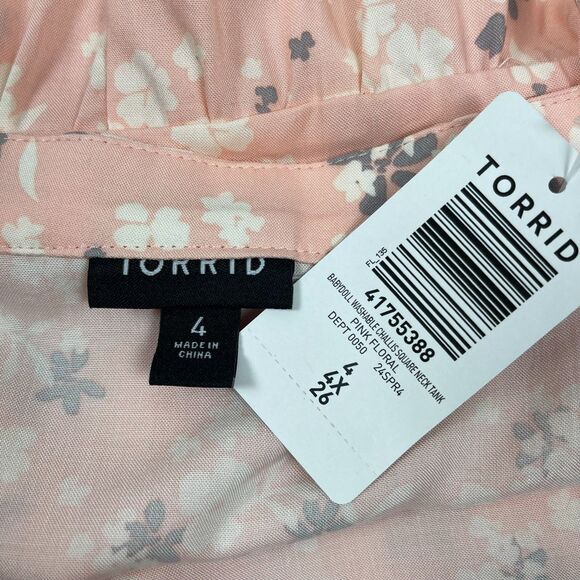 TORRID
4
MADE IN
CHINA
TORRID
41755388
BABYDOLL WASHABLE CHALLIS SQUARE NECK TANK
PINK FLORAL
DEPT 0050 24SPR4
4
4X
26